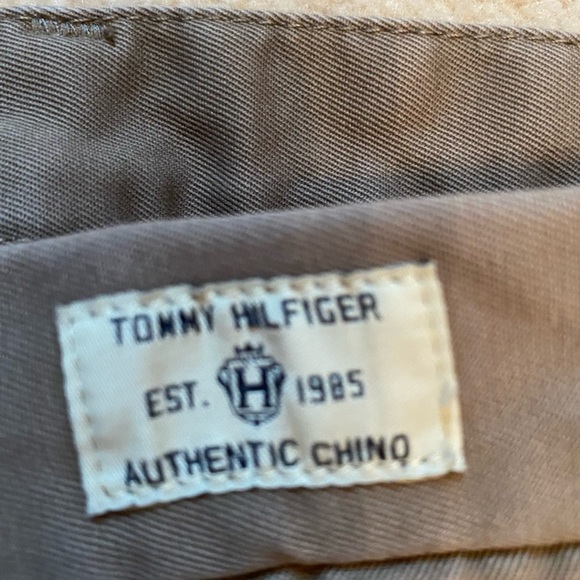 TOMMY HILFIGER
EST. H 1985
AUTHENTIC CHINO